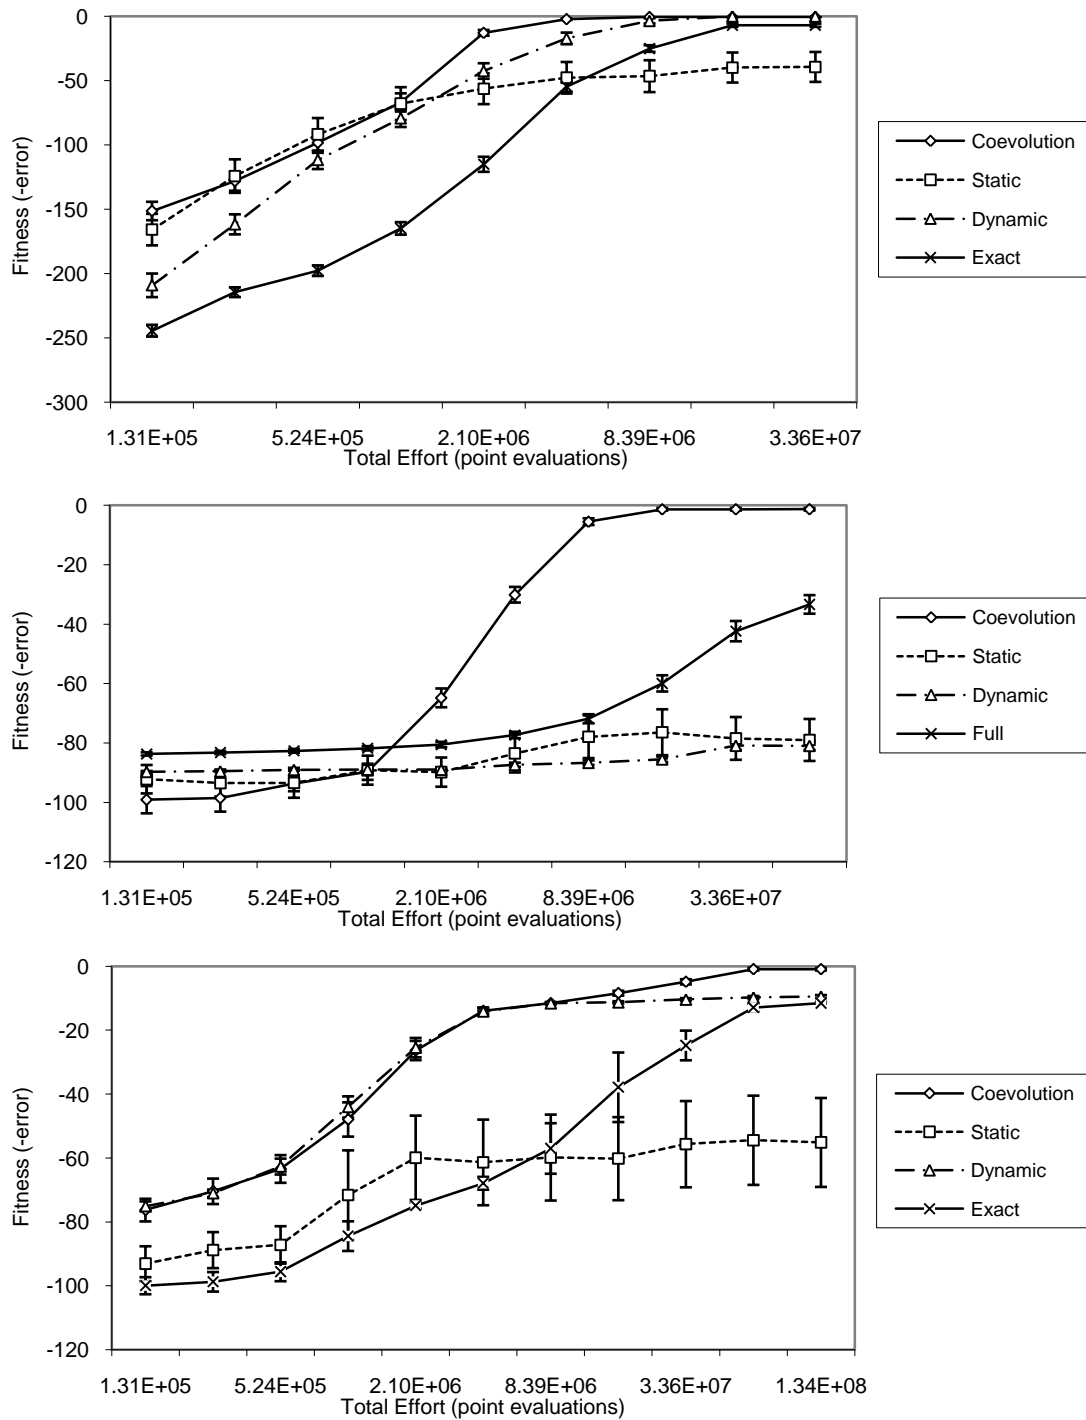 0
-50
-100
-150
-200
-250
-300
Fitness (-error)
1.31E+05 5.24E+05 2.10E+06 8.39E+06 3.36E+07
Total Effort (point evaluations)
Coevolution
Static
Dynamic
Exact
0
-20
-40
-60
-80
-100
-120
Fitness (-error)
1.31E+05 5.24E+05 2.10E+06 8.39E+06 3.36E+07
Total Effort (point evaluations)
Coevolution
Static
Dynamic
Full
0
-20
-40
-60
-80
-100
-120
Fitness (-error)
1.31E+05 5.24E+05 2.10E+06 8.39E+06 3.36E+07 1.34E+08
Total Effort (point evaluations)
Coevolution
Static
Dynamic
Exact